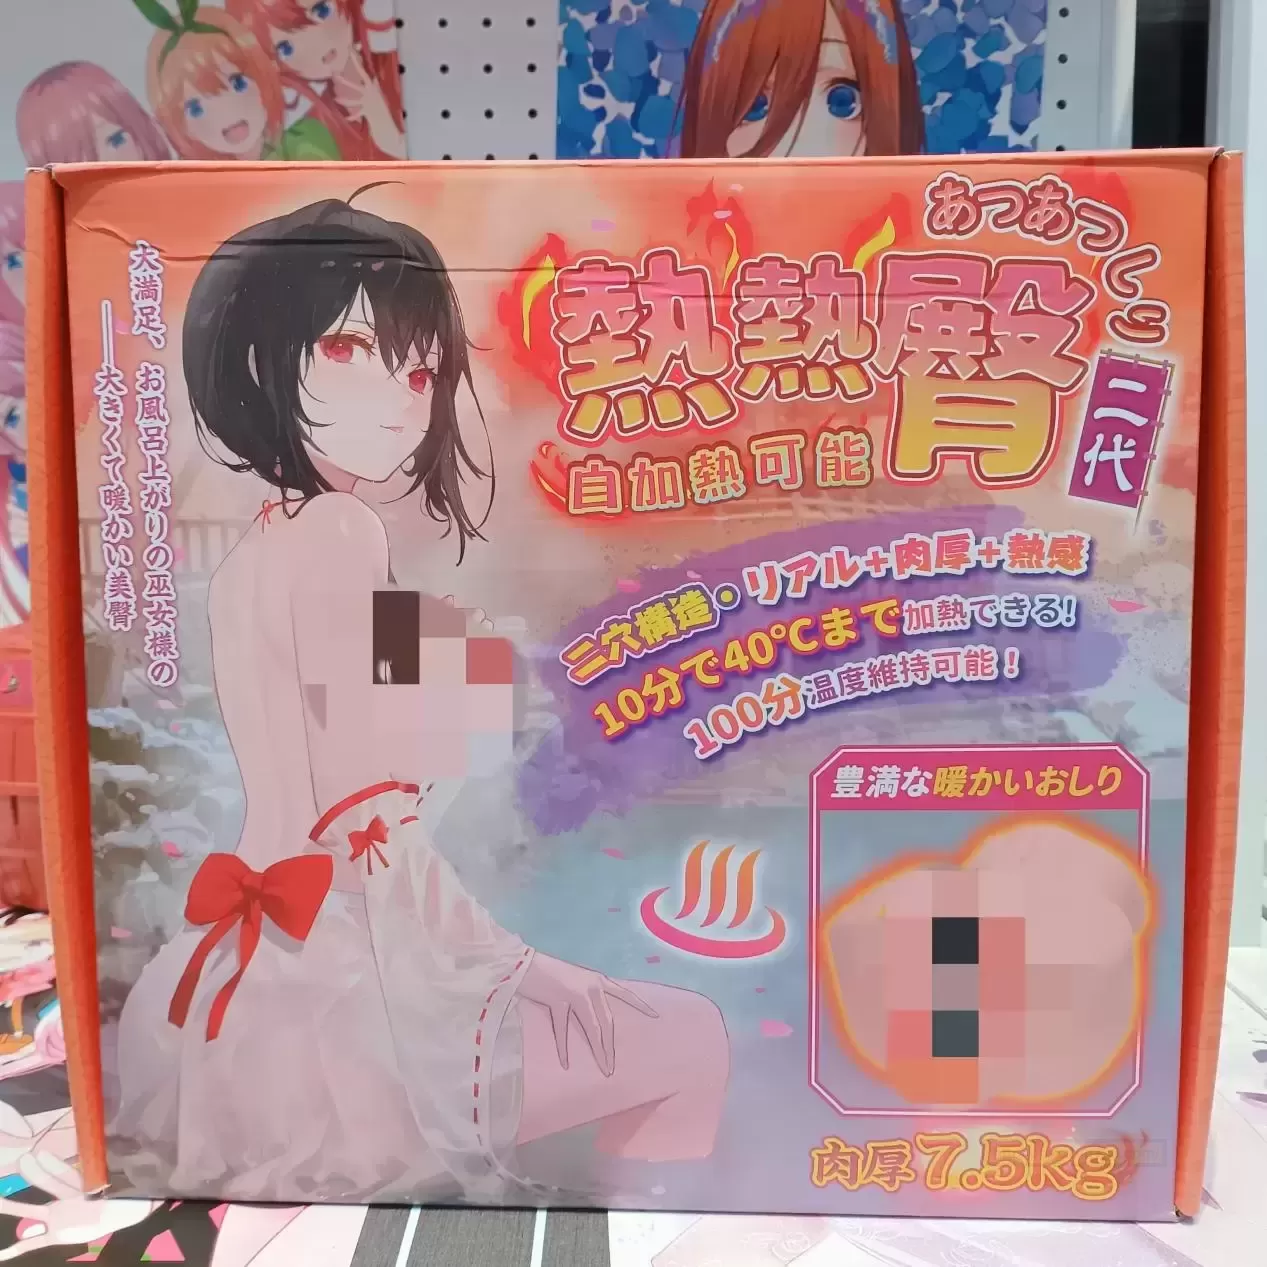 あつあつしり
熱熱臀
二代
自加熱可能
大満足、お風呂上がりの巫女様の
——大きくて暖かい美臀
二穴構造・リアル+肉厚+熱感
10分で40℃まで加熱できる!
100分温度維持可能!
豊満な暖かいおしり
肉厚7.5kg